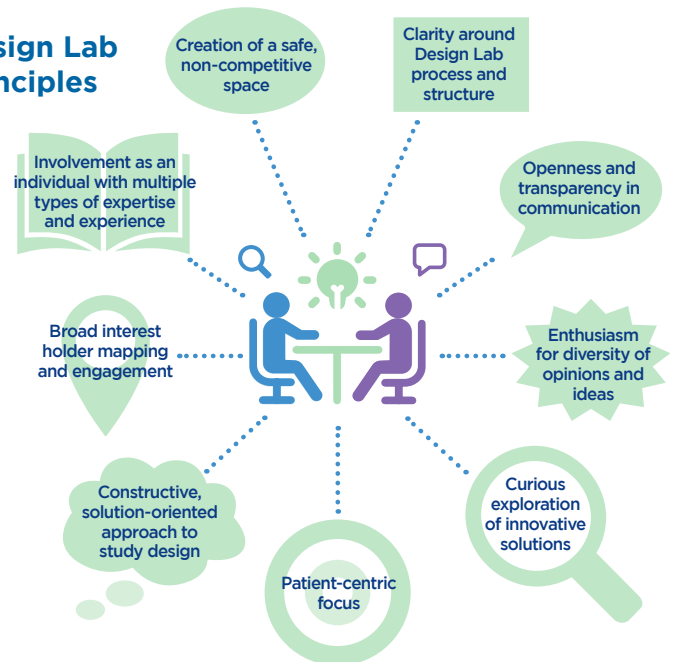 sign Lab
nciples
Creation of a safe,
non-competitive
space
Clarity around
Design Lab
process and
structure
Involvement as an
individual with multiple
types of expertise
and experience
Openness and
transparency in
communication
Broad interest
holder mapping
and engagement
Enthusiasm
for diversity of
opinions and
ideas
Constructive,
solution-oriented
approach to
study design
Curious
exploration
of innovative
solutions
Patient-centric
focus